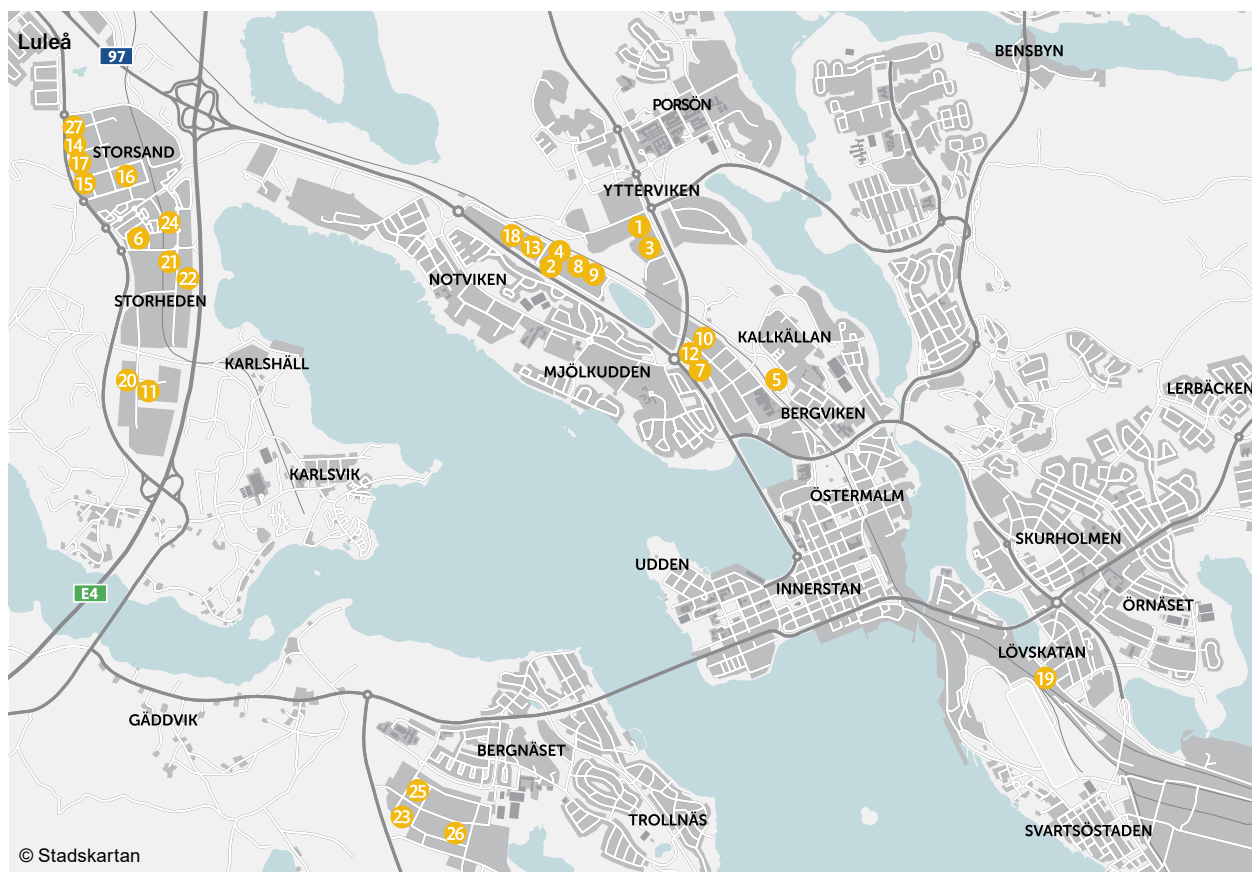 Luleå
97
BENSBYN
PORSÖN
27
14
STORSAND
17
16
15
YTTERVIKEN
24
1
6
18
13
3
4
21
2
8
9
22
NOTVIKEN
STORHEDEN
10
KALLKÄLLAN
12
KARLSHÄLL
MJÖLKUDDEN
7
5
20
11
LERBÄCKEN
BERGVIKEN
KARLSVIK
ÖSTERMALM
SKURHOLMEN
UDDEN
E4
INNERSTAN
ÖRNÄSET
LÖVSKATAN
19
GÄDDVIK
BERGNÄSET
25
23
26
TROLLNÄS
SVARTSÖSTADEN
© Stadskartan